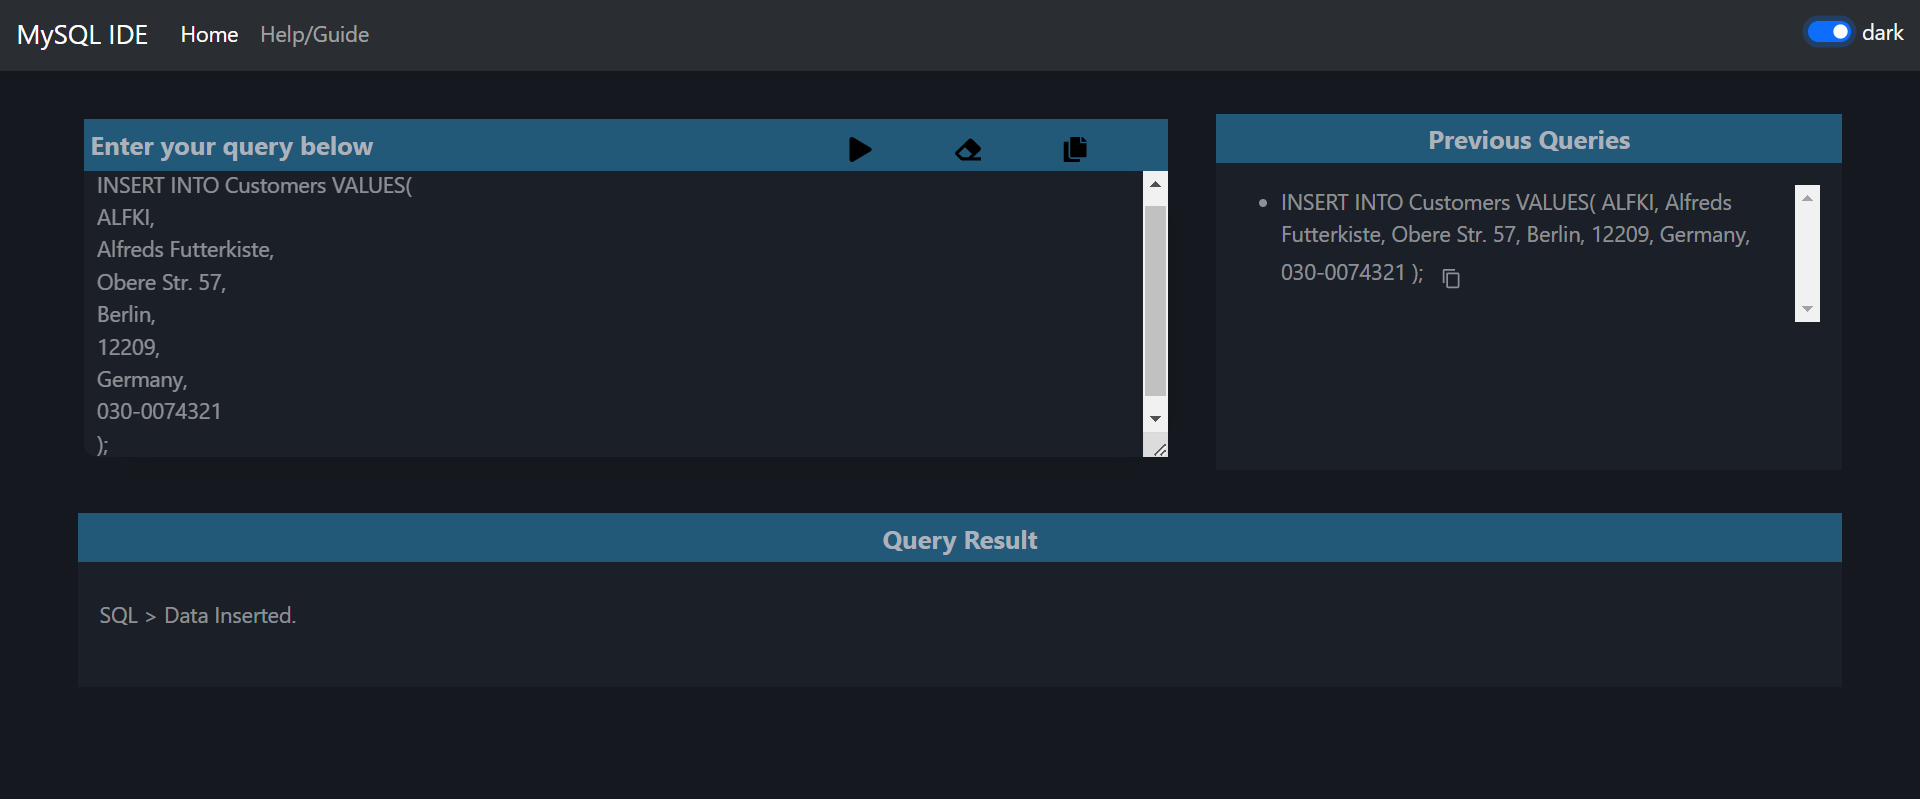 MySQL IDE Home Help/Guide dark
Enter your query below
INSERT INTO Customers VALUES(
ALFKI,
Alfreds Futterkiste,
Obere Str. 57,
Berlin,
12209,
Germany,
030-0074321
);
Previous Queries
INSERT INTO Customers VALUES( ALFKI, Alfreds
Futterkiste, Obere Str. 57, Berlin, 12209, Germany,
030-0074321 );
Query Result
SQL > Data Inserted.